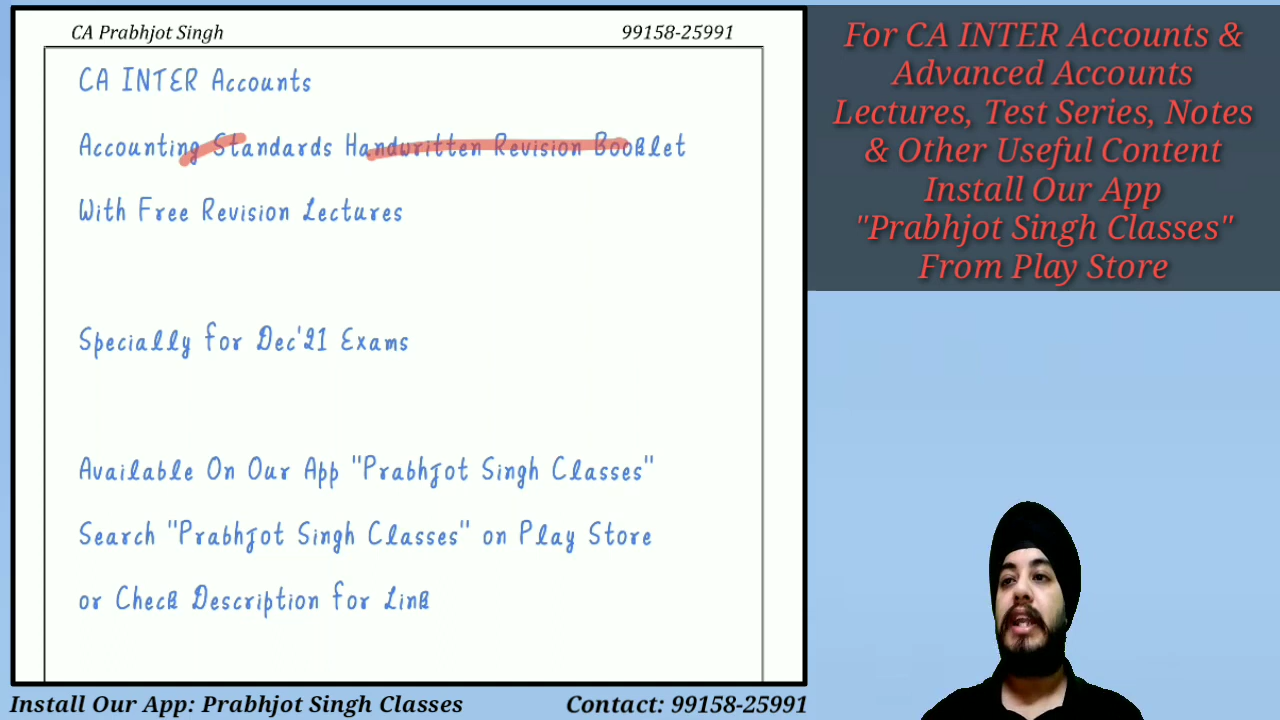 CA Prabhjot Singh 99158-25991
CA INTER Accounts
Accounting Standards Handwritten Revision Booklet
With Free Revision Lectures
Specially for Dec'21 Exams
Available On Our App "Prabhjot Singh Classes"
Search "Prabhjot Singh Classes" on Play Store
or Check Description for Link
For CA INTER Accounts &
Advanced Accounts
Lectures, Test Series, Notes
& Other Useful Content
Install Our App
"Prabhjot Singh Classes"
From Play Store
Install Our App: Prabhjot Singh Classes Contact: 99158-25991